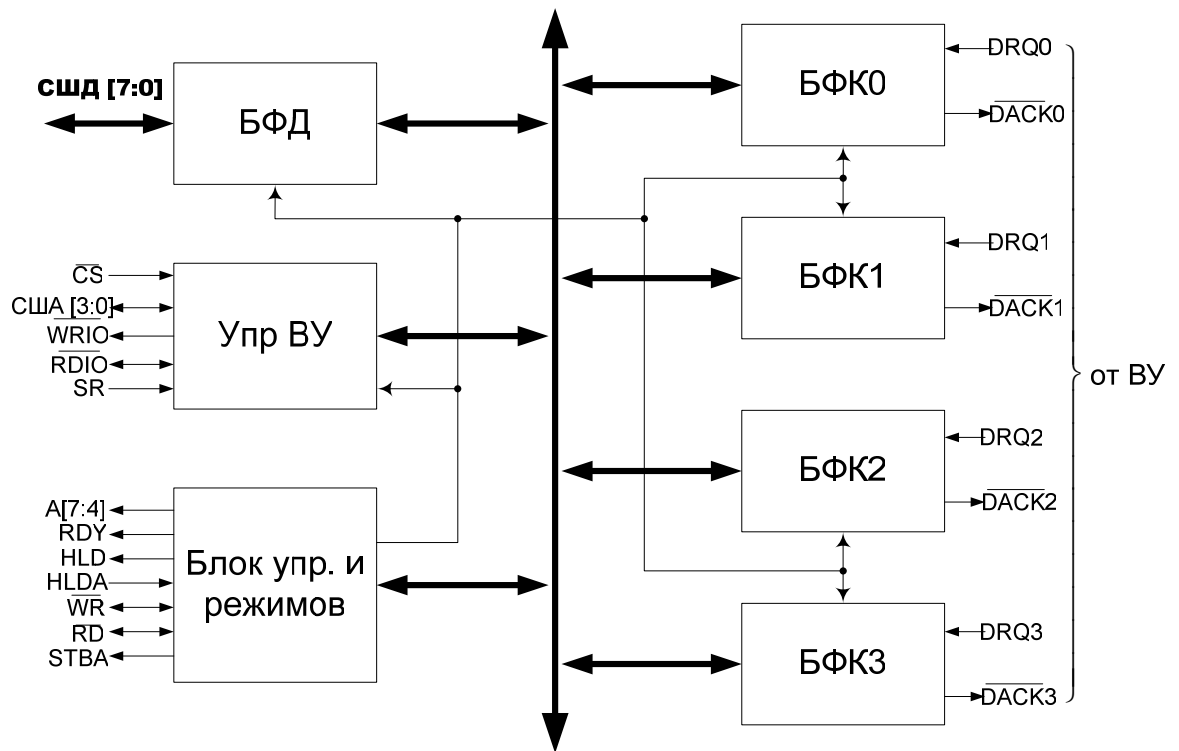 СШД [7:0]
БФД
CS
США [3:0]
WRIO
RDIO
SR
Упр ВУ
A[7:4]
RDY
HLD
HLDA
WR
RD
STBA
Блок упр. и
режимов
БФК0
DRQ0
DACK0
БФК1
DRQ1
DACK1
БФК2
DRQ2
DACK2
БФК3
DRQ3
DACK3
от ВУ